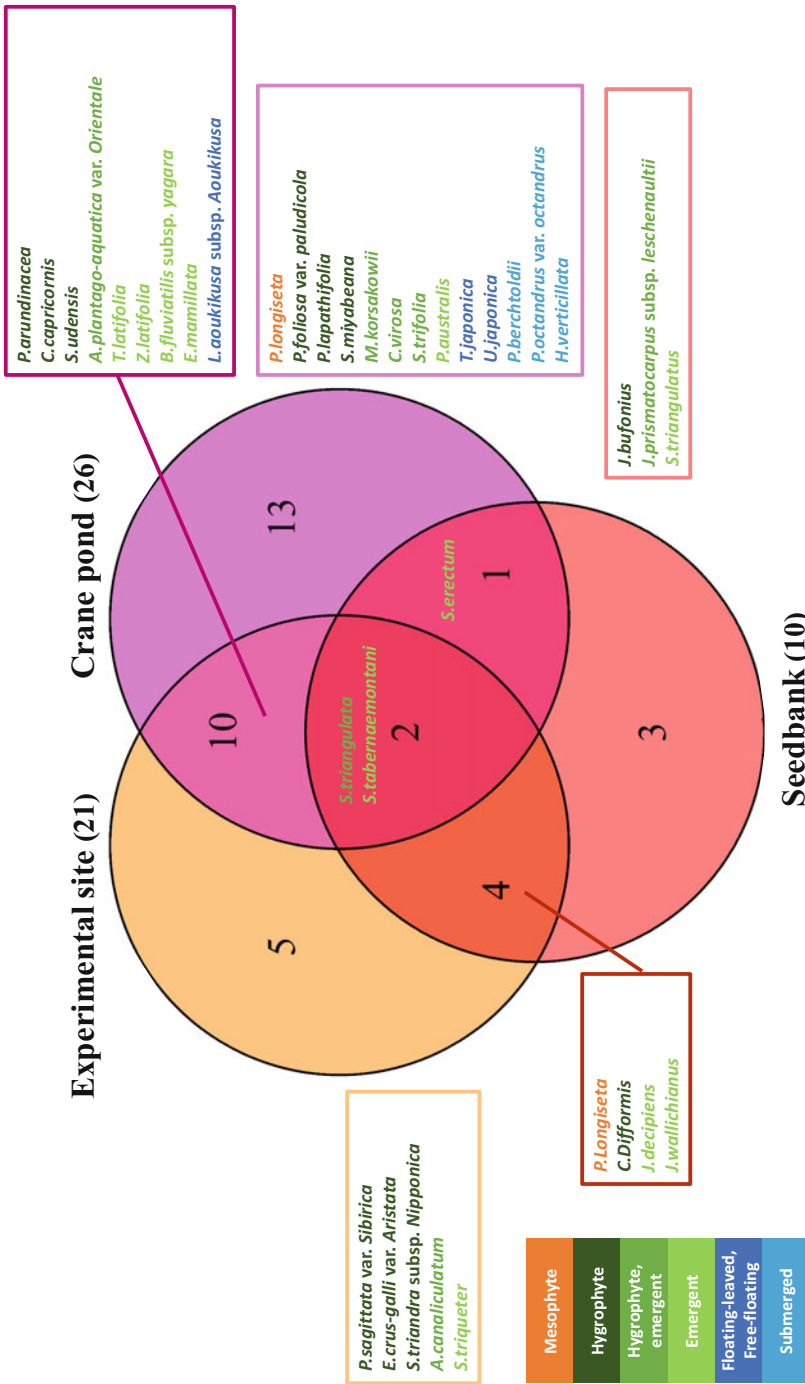 Experimental site (21)
Crane pond (26)
Seedbank (10)
5
10
13
2
4
1
3
S.triangulata
S.tabernaemontani
S.erectum
P.arundinacea
C.capricornis
S.udensis
A.plantago-aquatica var. Orientale
T.latifolia
Z.latifolia
B.fluviatilis subsp. yagara
E.mamillata
L.aoukikusa subsp. Aoukikusa
P.longiseta
P.foliosa var. paludicola
P.lapathifolia
S.miyabeana
M.korsakowii
C.virosa
S.trifolia
P.australis
T.japonica
U.japonica
P.berchtoldii
P.octandrus var. octandrus
H.verticillata
J.bufonius
J.prismatocarpus subsp. leschenaultii
S.triangulatus
P.sagittata var. Sibirica
E.crus-galli var. Aristata
S.triandra subsp. Nipponica
A.canaliculatum
S.triqueter
P.Longiseta
C.Difformis
J.decipiens
J.wallichianus
Mesophyte
Hygrophyte
Hygrophyte,
emergent
Emergent
Floating-leaved,
Free-floating
Submerged